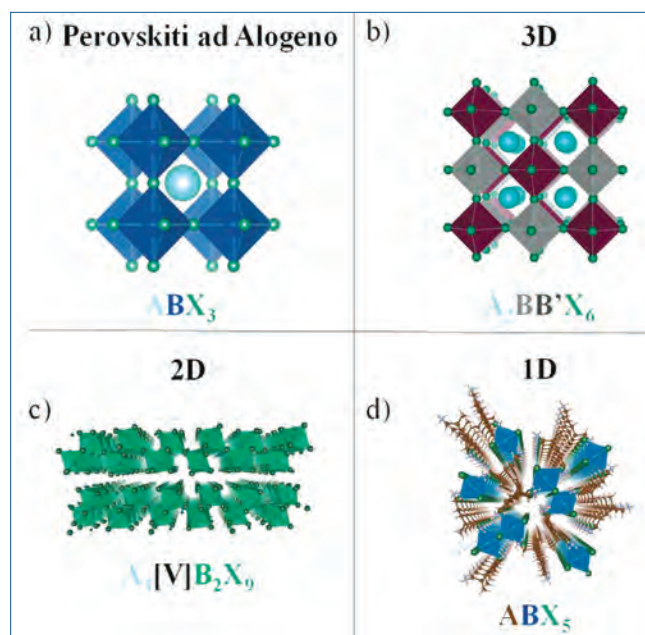 a) Perovskiti ad Alogeno
ABX₃
b) 3D
A₂BB'X₆
2D
c)
A₃[V]B₂X₉
1D
d)
ABX₅